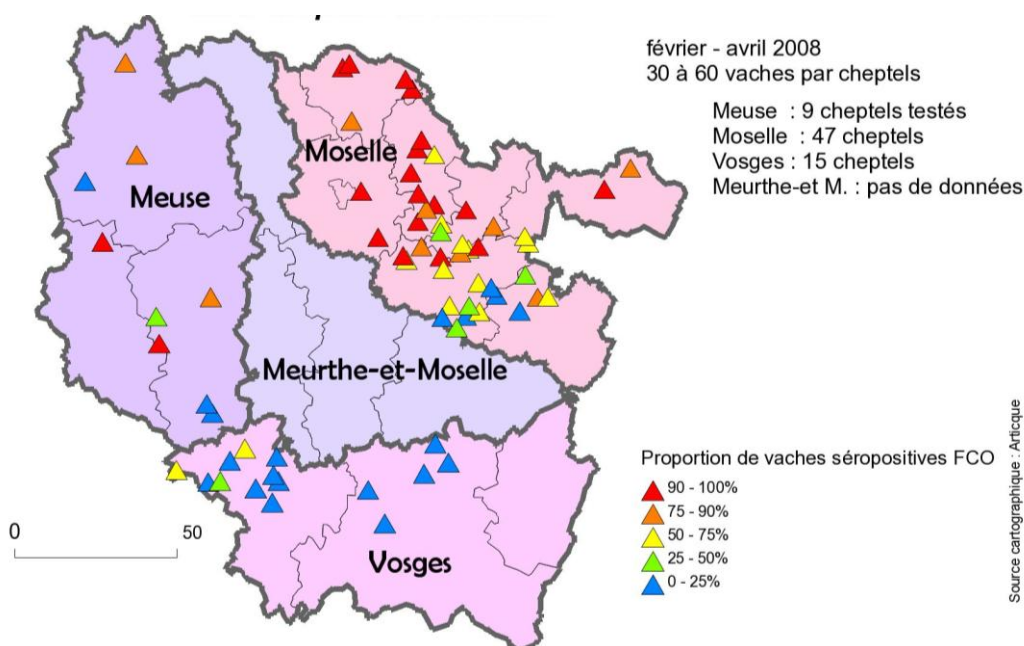 février - avril 2008
30 à 60 vaches par cheptels
Meuse : 9 cheptels testés
Moselle : 47 cheptels
Vosges : 15 cheptels
Meurthe-et M. : pas de données
Moselle
Meuse
Meurthe-et-Moselle
Vosges
0 50
Proportion de vaches séropositives FCO
90 - 100%
75 - 90%
50 - 75%
25 - 50%
0 - 25%
Source cartographique : Articque